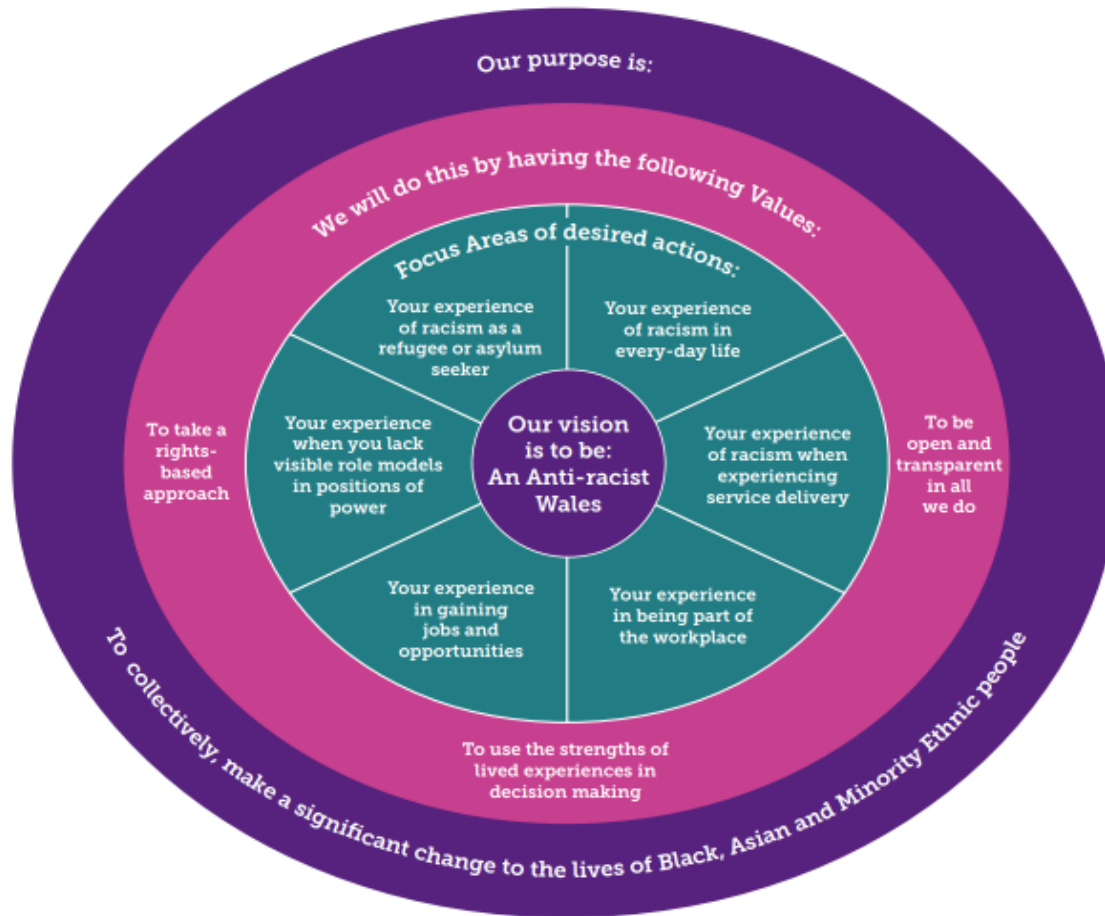 Our purpose is:
To collectively, make a significant change to the lives of Black, Asian and Minority Ethnic people
We will do this by having the following Values:
To take a
rights-
based
approach
To be
open and
transparent
in all
we do
To use the strengths of
lived experiences in
decision making
Focus Areas of desired actions:
Your experience
of racism as a
refugee or asylum
seeker
Your experience
of racism in
every-day life
Your experience
when you lack
visible role models
in positions of
power
Your experience
of racism when
experiencing
service delivery
Your experience
in gaining
jobs and
opportunities
Your experience
in being part of
the workplace
Our vision
is to be:
An Anti-racist
Wales